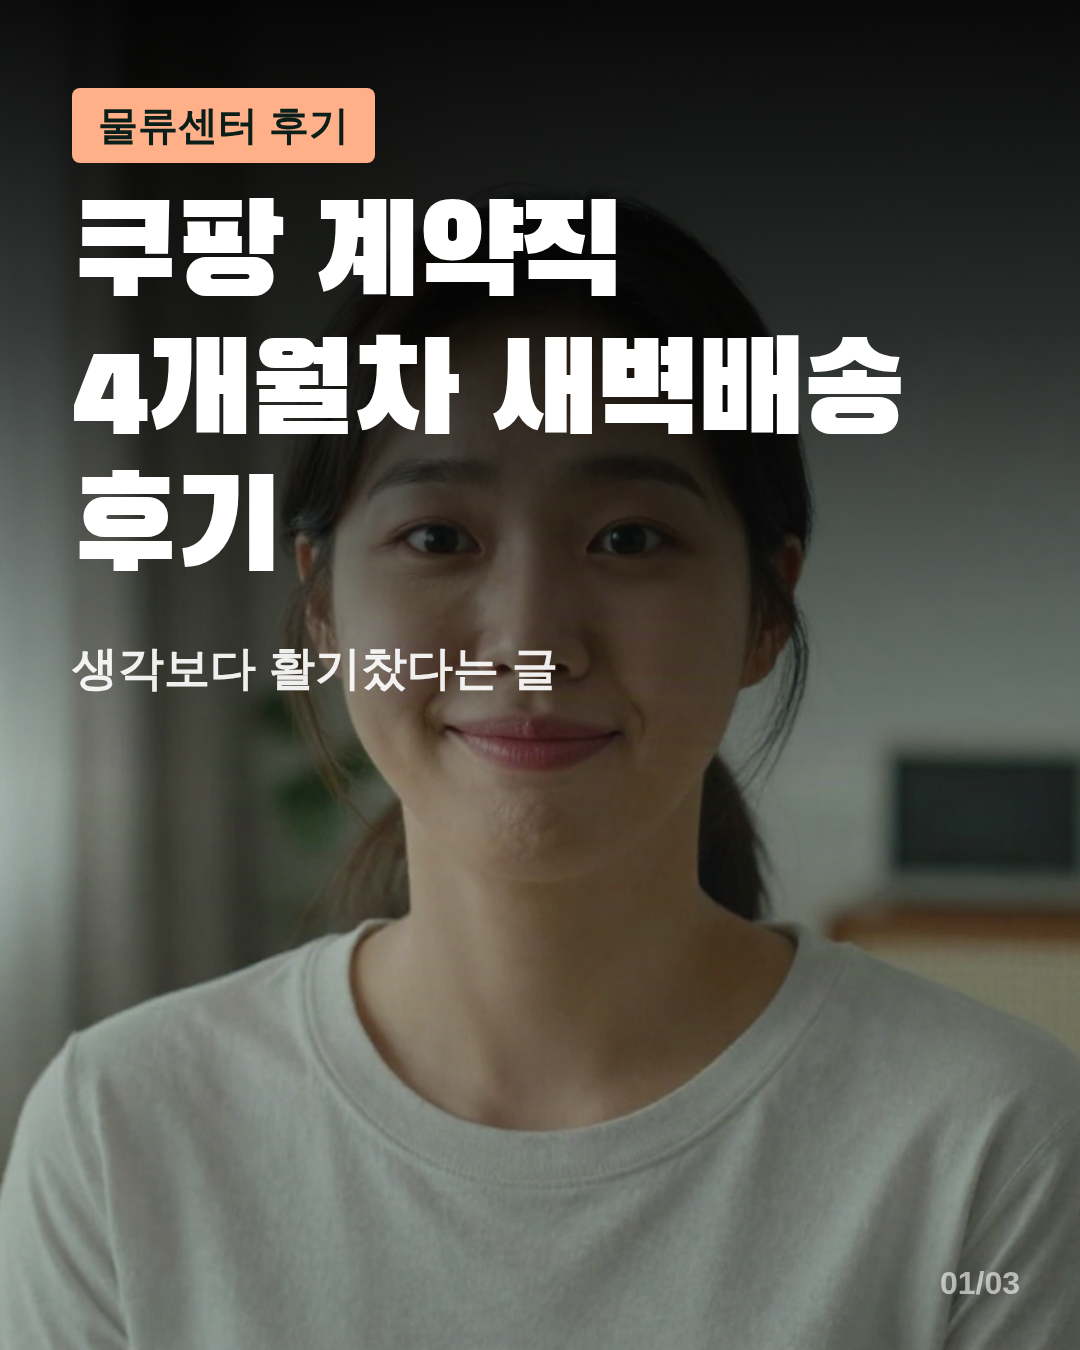 물류센터 후기
쿠팡 계약직
4개월차 새벽배송
후기
생각보다 활기찼다는 글
01/03